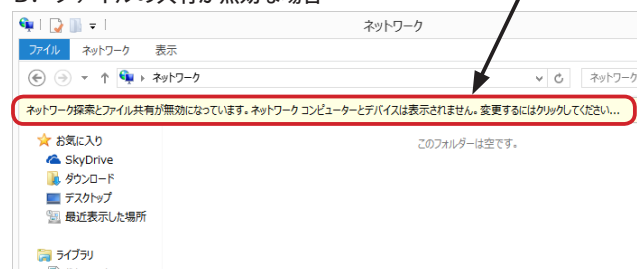 ネットワーク
ファイル ネットワーク 表示
ネットワーク ネットワーク
ネットワーク探索とファイル共有が無効になっています。ネットワーク コンピューターとデバイスは表示されません。変更するにはクリックしてください...
お気に入り
このフォルダーは空です。
SkyDrive
ダウンロード
デスクトップ
最近表示した場所
ライブラリ